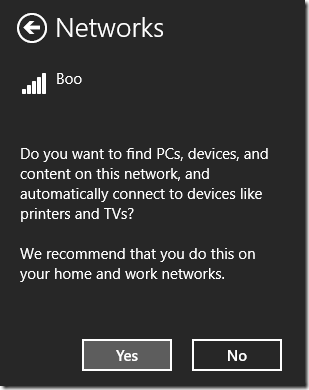 Networks
Boo
Do you want to find PCs, devices, and
content on this network, and
automatically connect to devices like
printers and TVs?
We recommend that you do this on
your home and work networks.
Yes No